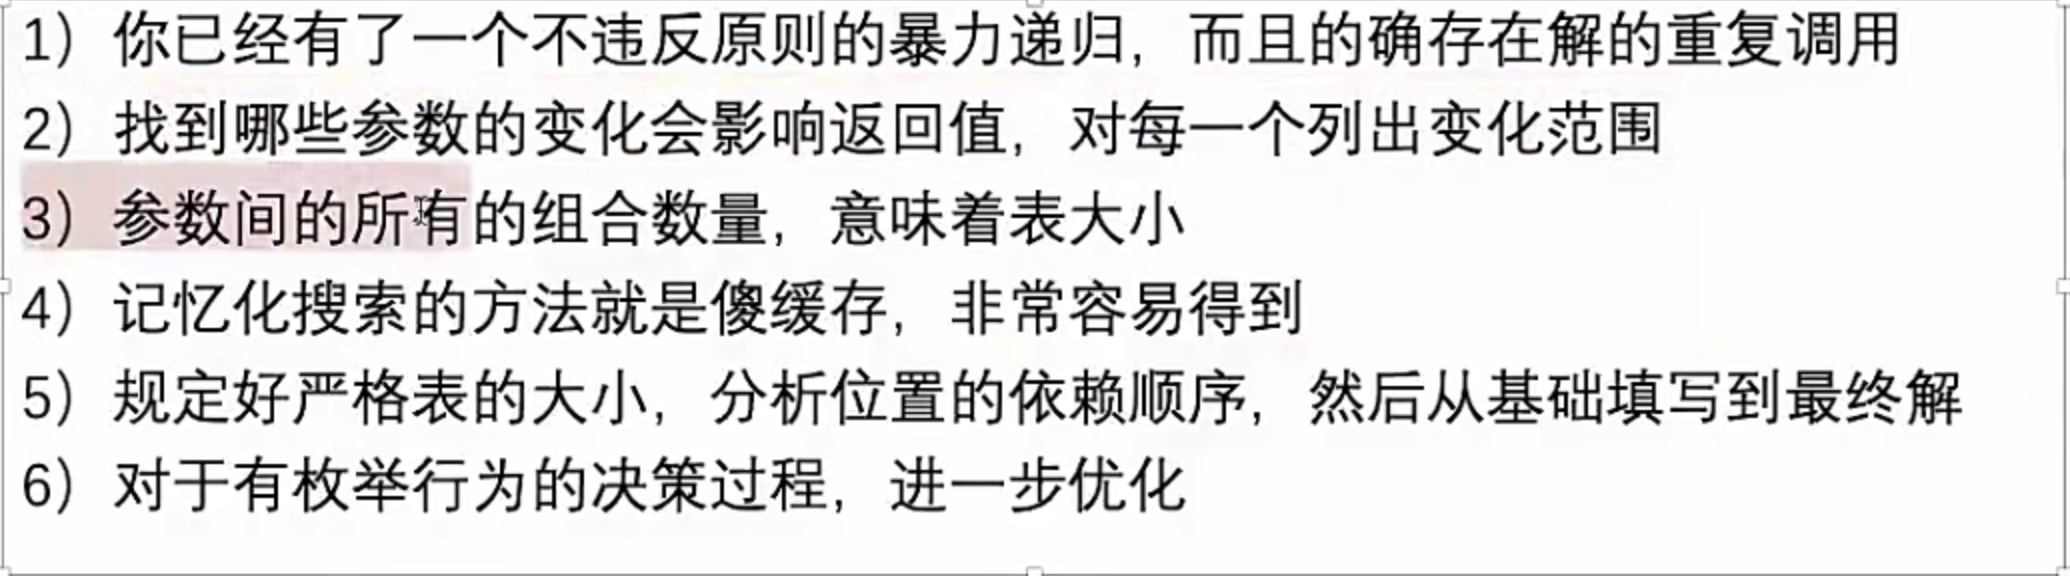 1）你已经有了一个不违反原则的暴力递归，而且的确存在解的重复调用
2）找到哪些参数的变化会影响返回值，对每一个列出变化范围
3）参数间的所有的组合数量，意味着表大小
4）记忆化搜索的方法就是傻缓存，非常容易得到
5）规定好严格表的大小，分析位置的依赖顺序，然后从基础填写到最终解
6）对于有枚举行为的决策过程，进一步优化